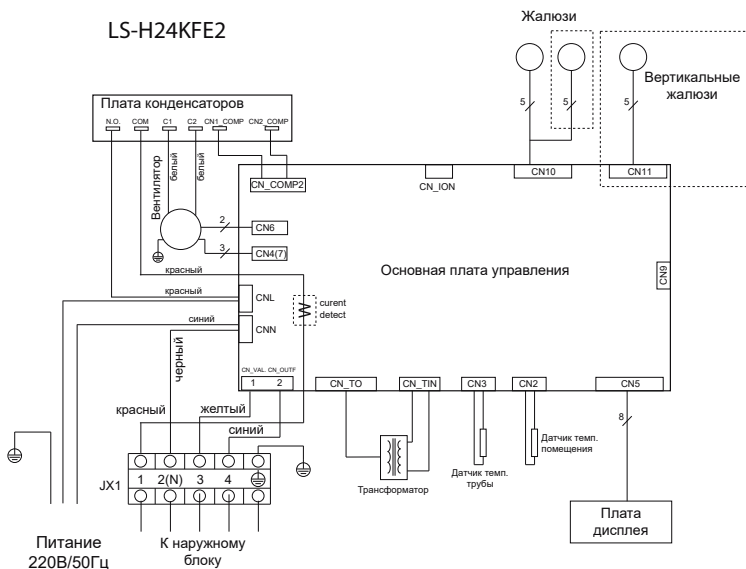 LS-H24KFE2
Жалюзи
Вертикальные
жалюзи
5
5
5
Плата конденсаторов
N.O.
COM
C1
C2
CN1_COMP
CN2_COMP
Вентилятор
белый
белый
CN_COMP2
CN_ION
CN10
CN11
2
CN6
3
CN4(7)
Основная плата управления
CN9
красный
красный
CNL
curent
detect
синий
CNN
черный
CN_VAL
CN_OUTF
1
2
CN_TO
CN_TIN
CN3
CN2
CN5
красный
желтый
синий
8
Датчик темп.
помещения
Датчик темп.
трубы
Трансформатор
JX1
1
2(N)
3
4
Плата
дисплея
Питание
220В/50Гц
К наружному
блоку